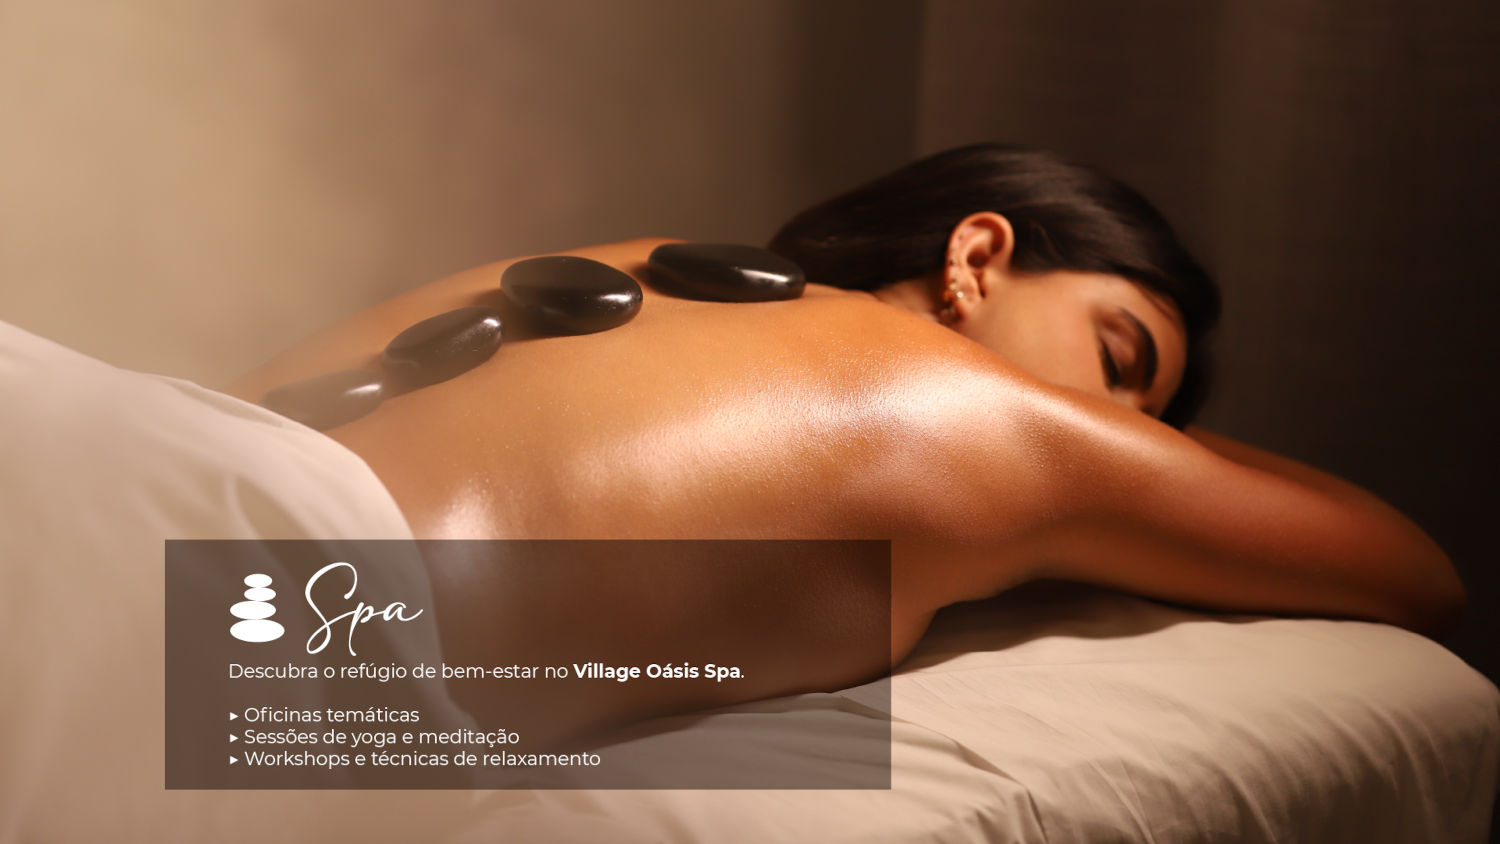 Spa
Descubra o refúgio de bem-estar no Village Oásis Spa.
▸ Oficinas temáticas
▸ Sessões de yoga e meditação
▸ Workshops e técnicas de relaxamento